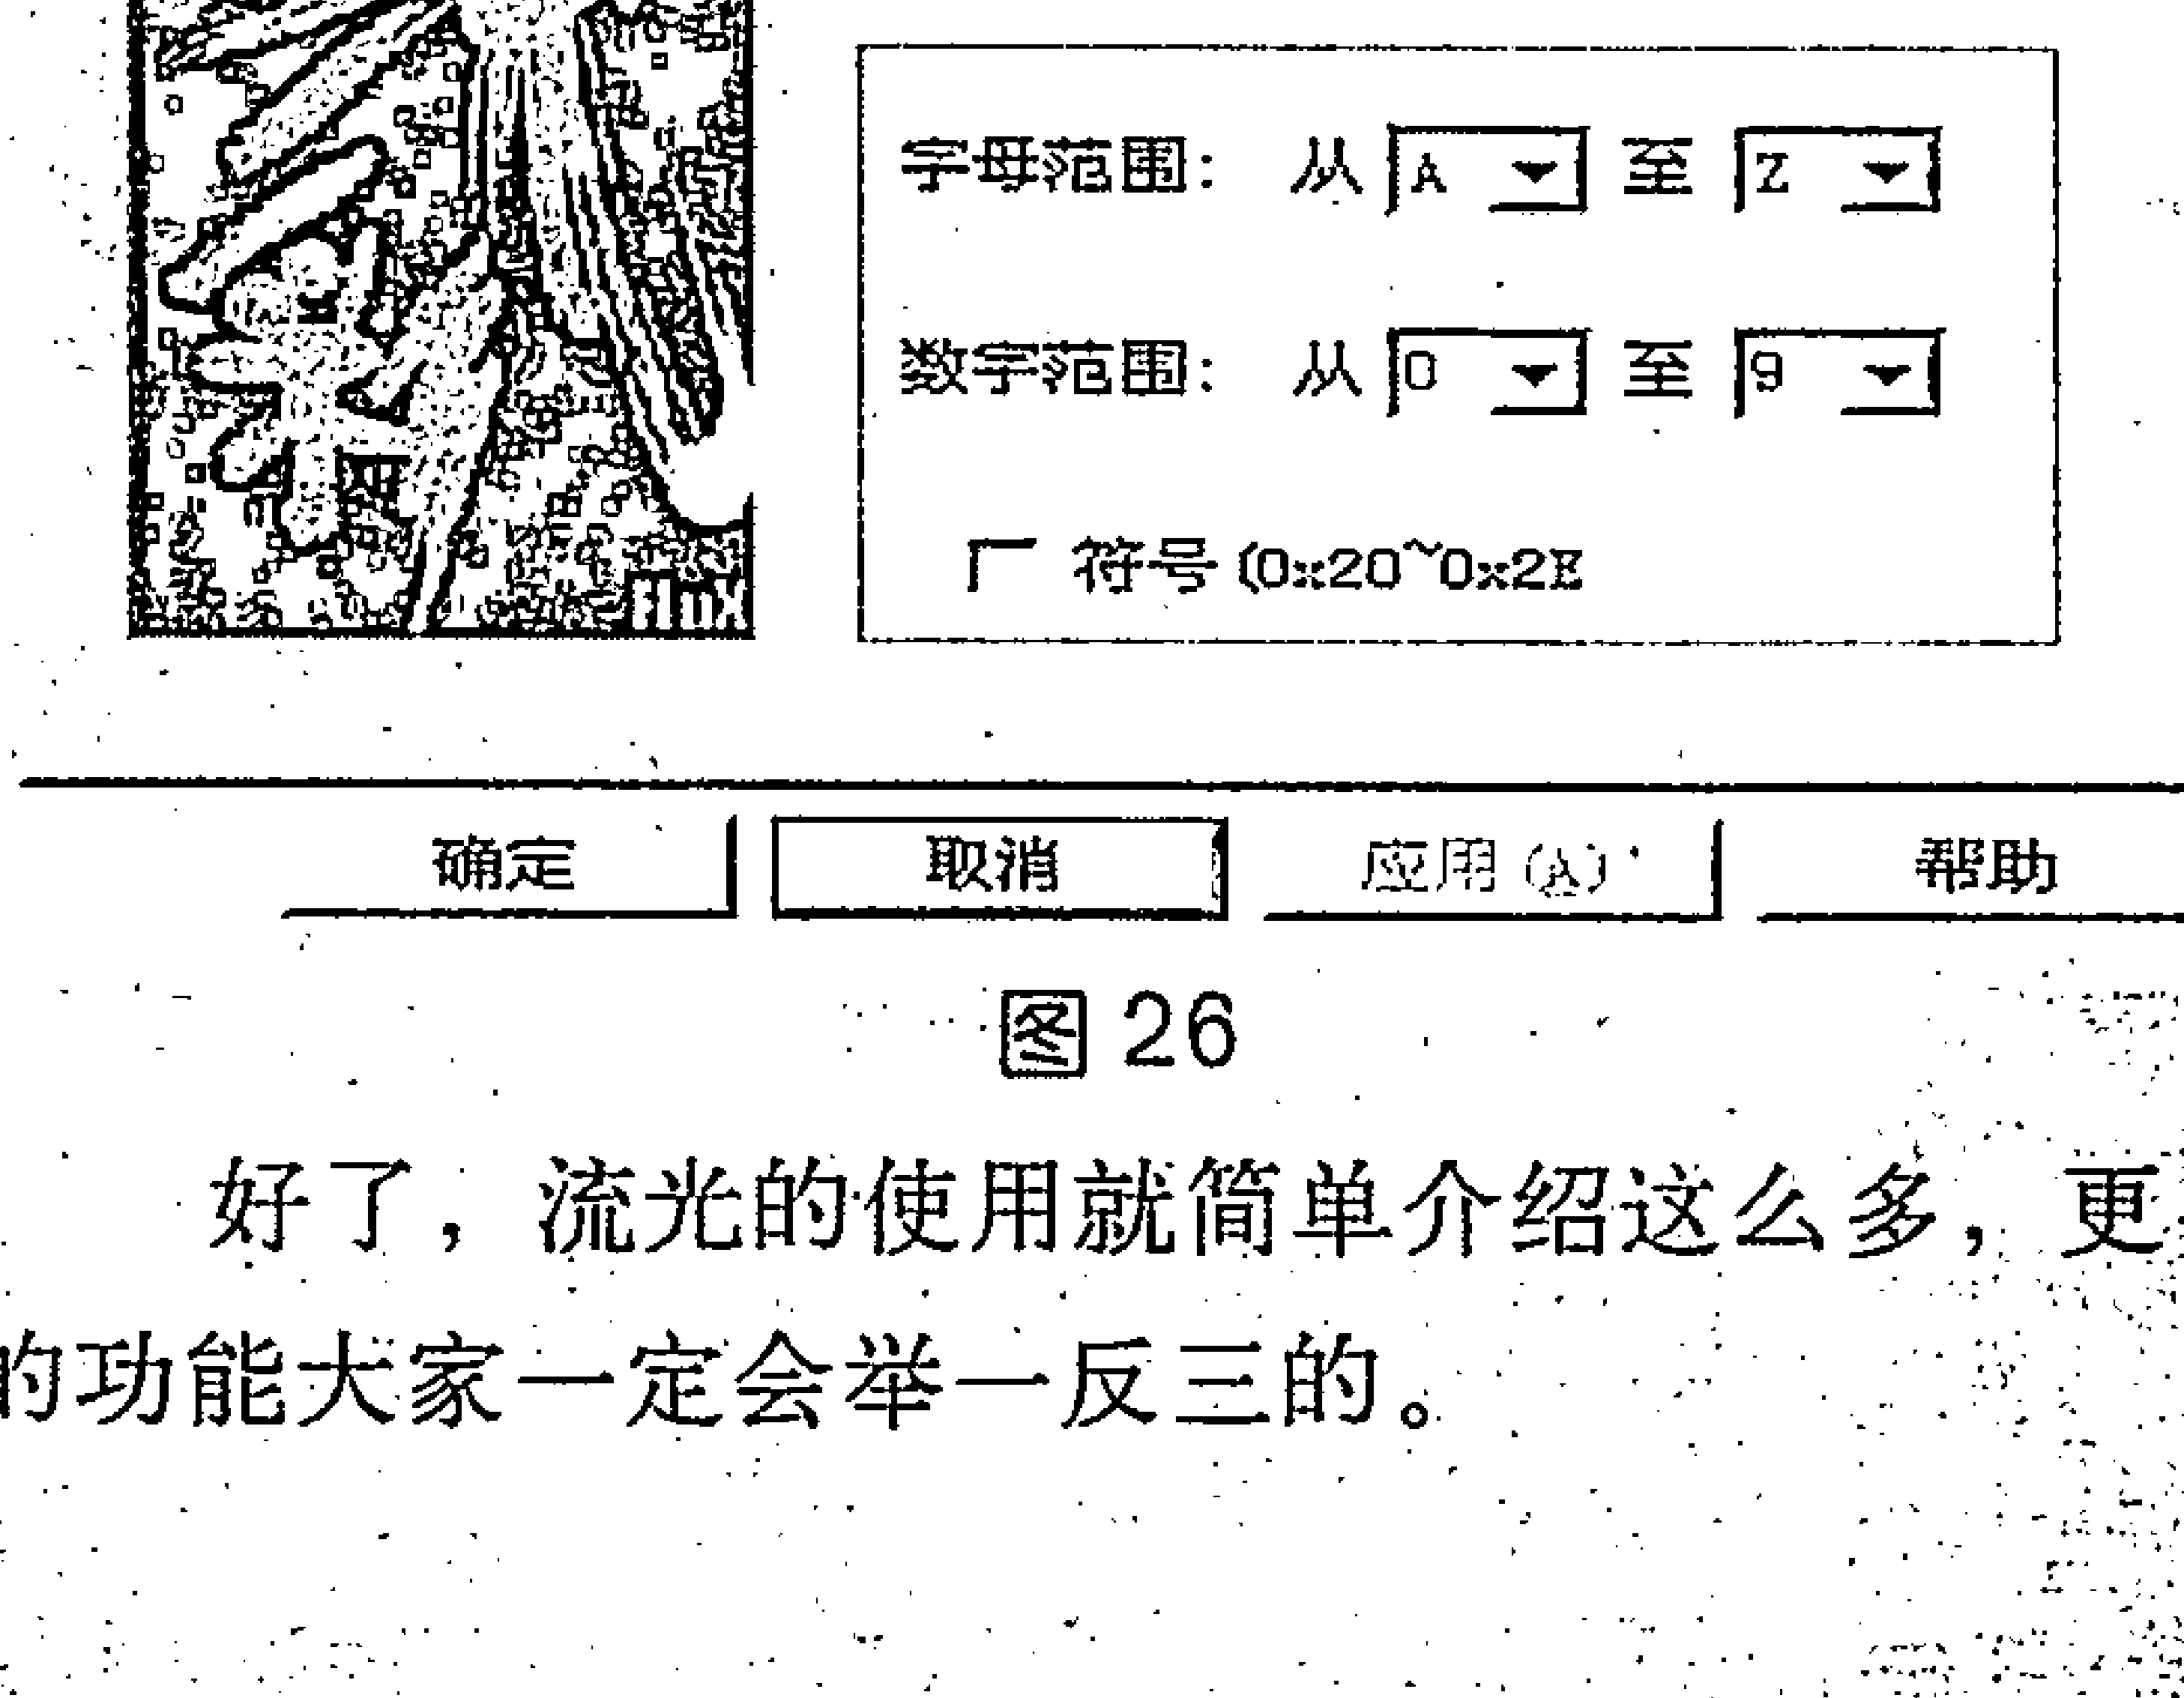 字母范围： 从 A 至 Z
数字范围： 从 0 至 9
符号 (0x20~0x2E
Flux
确定 取消 应用 (A) 帮助
图 26
好了，流光的使用就简单介绍这么多，更
的功能大家一定会举一反三的。